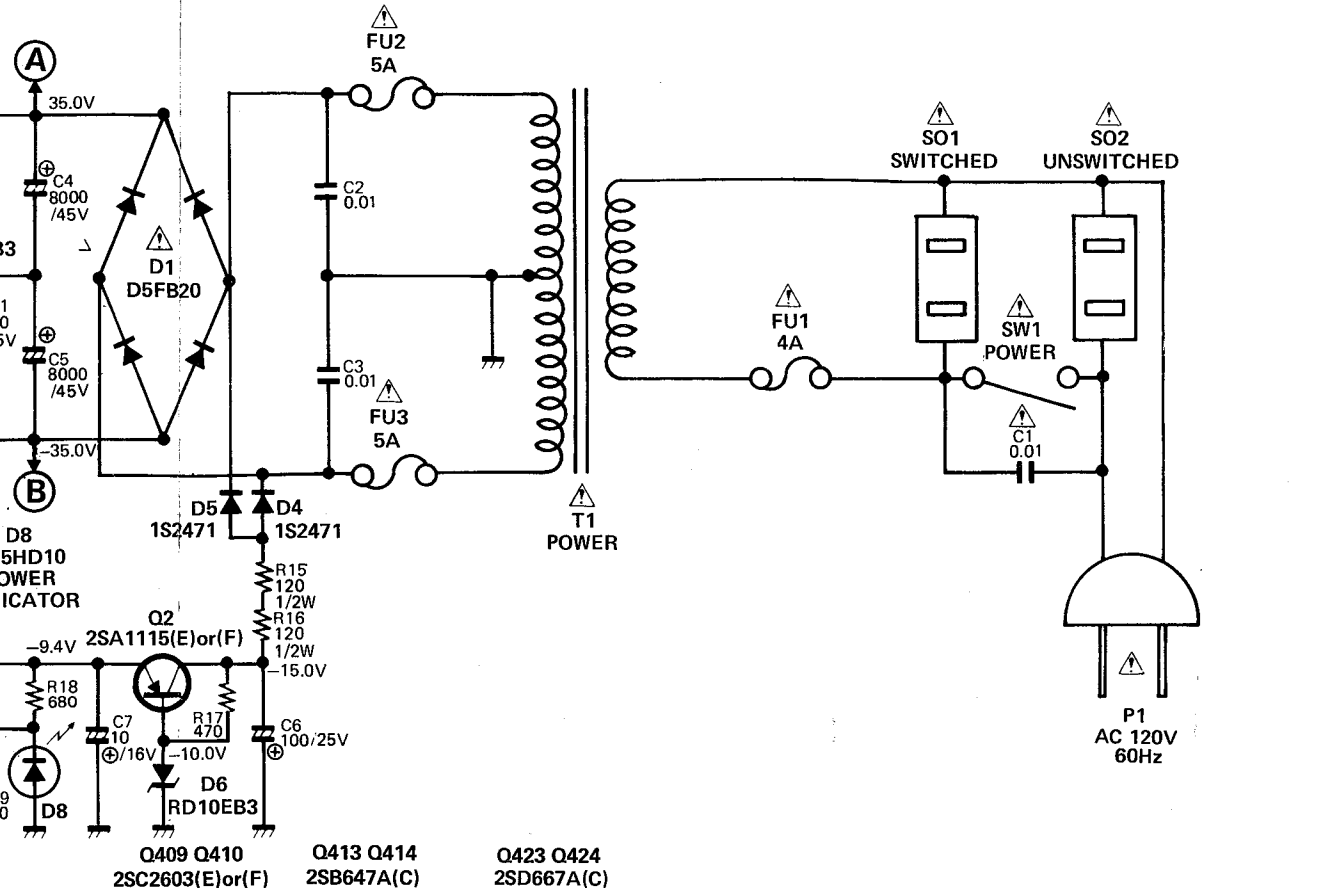 A
35.0V
FU2
5A
SO1
SWITCHED
SO2
UNSWITCHED
C4
8000
/45V
C2
0.01
D1
D5FB20
FU1
4A
SW1
POWER
C5
8000
/45V
C3
0.01
FU3
5A
C1
0.01
−35.0V
B
D5
1S2471
D4
1S2471
T1
POWER
D8
5HD10
OWER
ICATOR
R15
120
1/2W
R16
120
1/2W
Q2
2SA1115(E)or(F)
−9.4V
−15.0V
R18
680
C7
10
/16V
R17
470
C6
100/25V
−10.0V
D6
RD10EB3
D8
P1
AC 120V
60Hz
Q409 Q410
2SC2603(E)or(F)
Q413 Q414
2SB647A(C)
Q423 Q424
2SD667A(C)